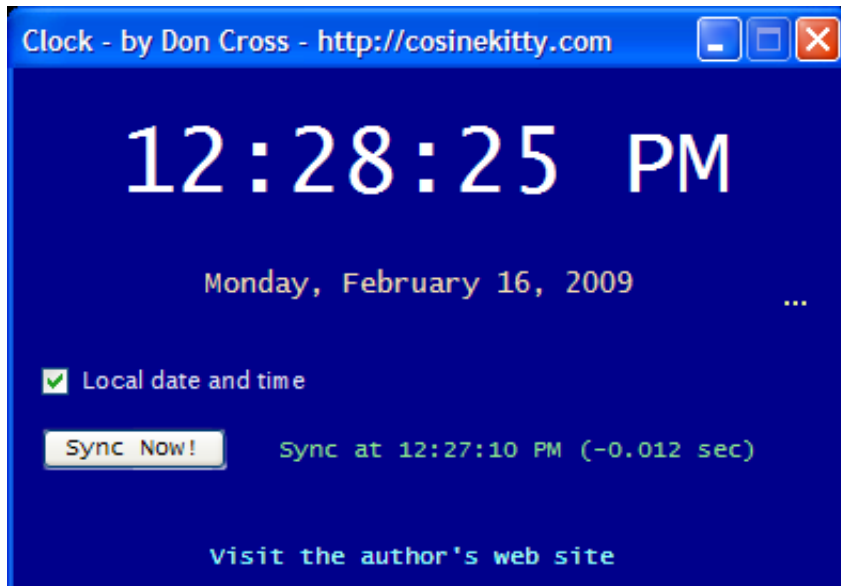 Clock - by Don Cross - http://cosinekitty.com
12:28:25 PM
Monday, February 16, 2009
...
Local date and time
Sync Now!
Sync at 12:27:10 PM (-0.012 sec)
Visit the author's web site